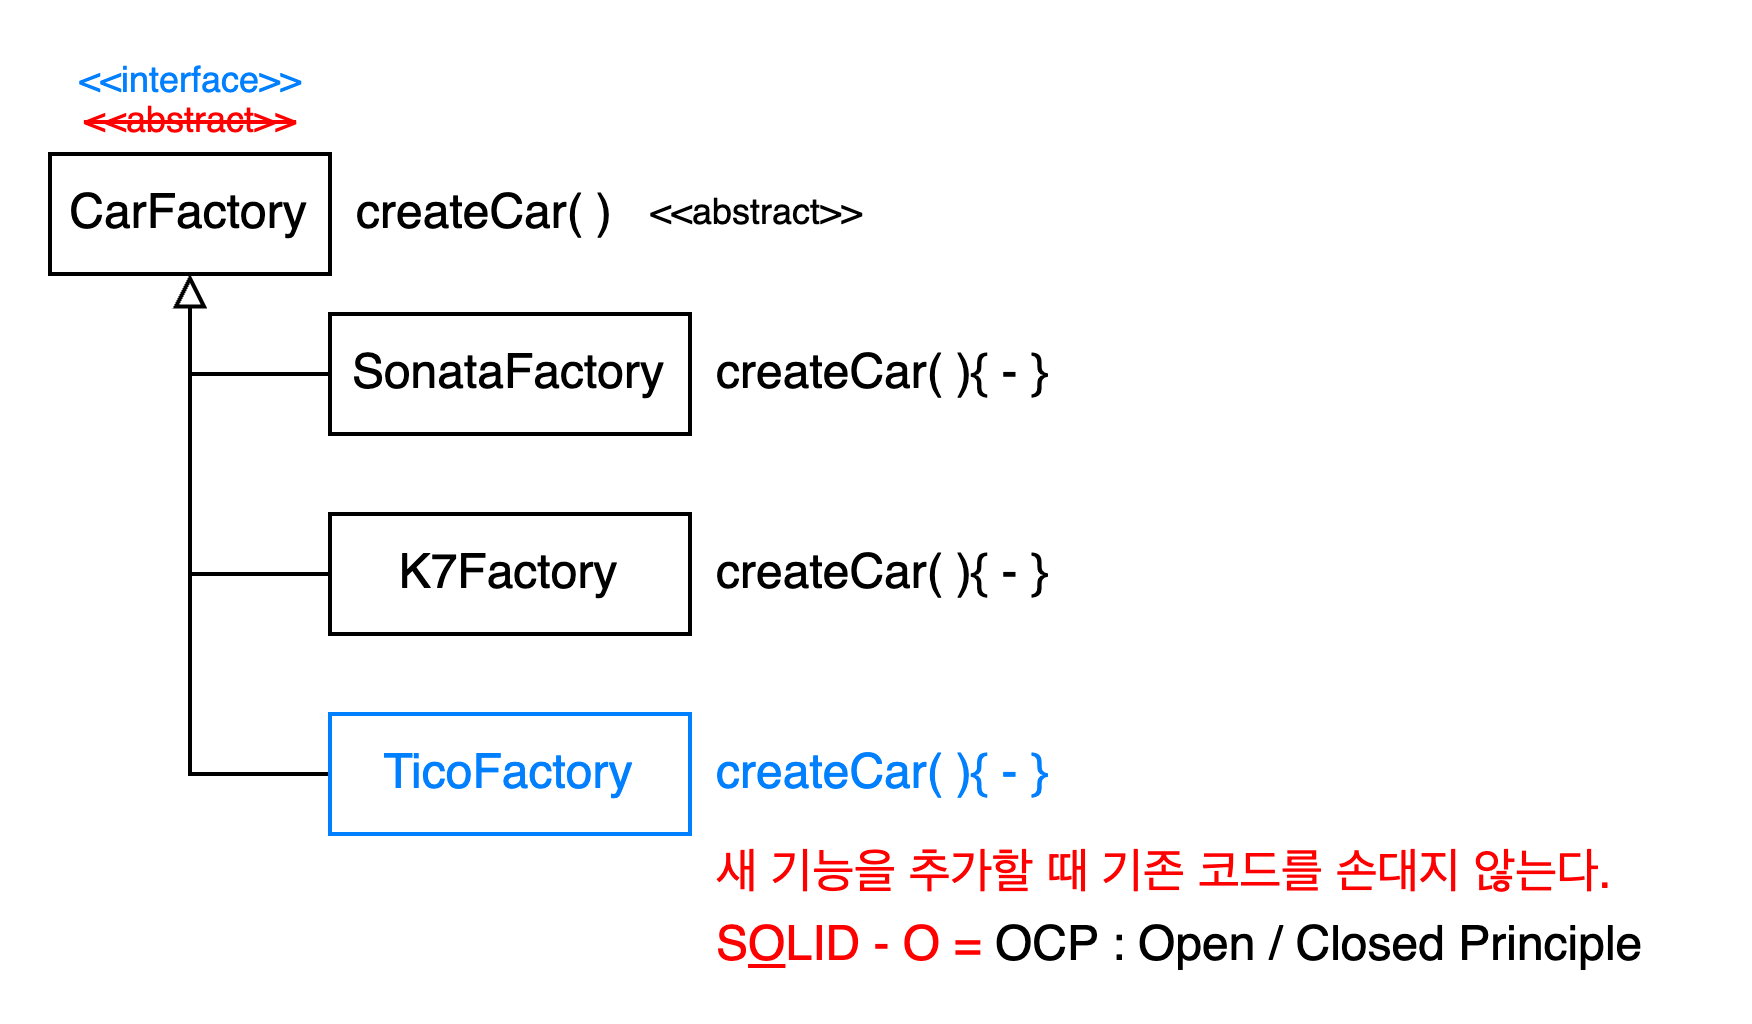 <<interface>>
<<abstract>>
CarFactory createCar( ) <<abstract>>
SonataFactory createCar( ){ - }
K7Factory createCar( ){ - }
TicoFactory createCar( ){ - }
새 기능을 추가할 때 기존 코드를 손대지 않는다.
SOLID - O = OCP : Open / Closed Principle